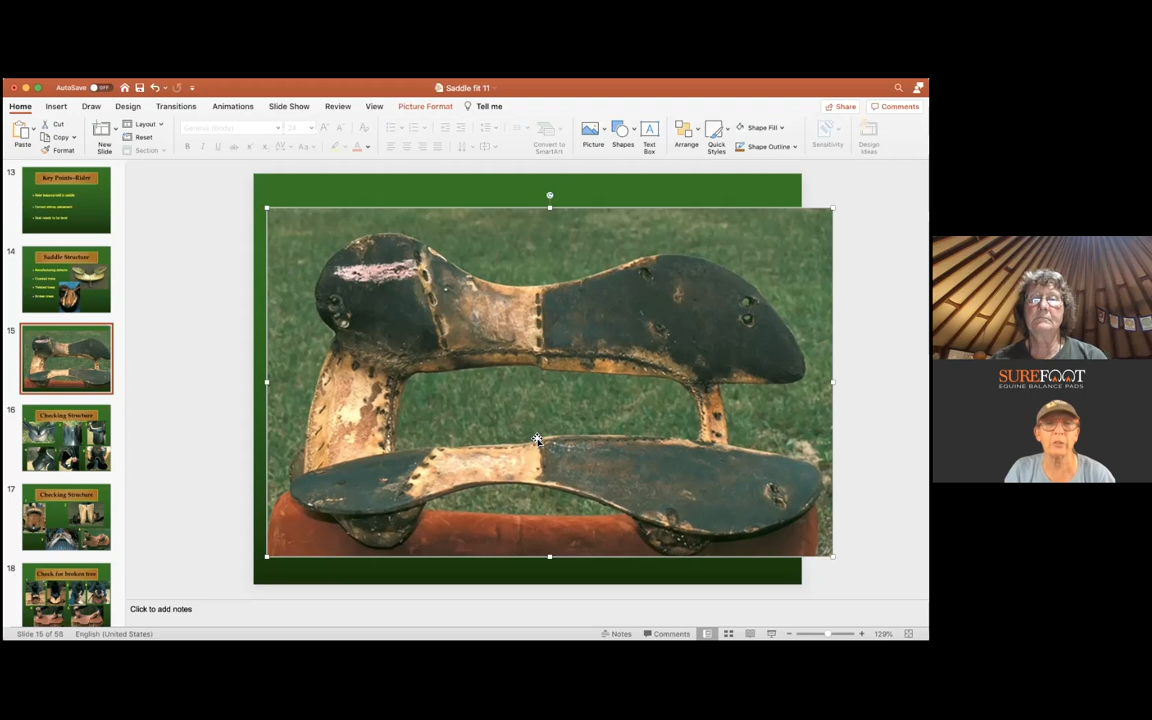 AutoSave OFF
Saddle fit 11
Home Insert Draw Design Transitions Animations Slide Show Review View Picture Format Tell me
Share Comments
Paste
Cut
Copy
Format
New Slide
Layout
Reset
Section
Convert to SmartArt
Picture
Shapes
Text Box
Arrange
Quick Styles
Shape Fill
Shape Outline
Sensitivity
Design Ideas
13
Key Points-Rider
14
Saddle Structure
15
16
Checking Structure
17
Checking Structure
18
Check for broken tree
SUREFOOT
EQUINE BALANCE PADS
Click to add notes
Slide 15 of 58 English (United States) Notes Comments 129%